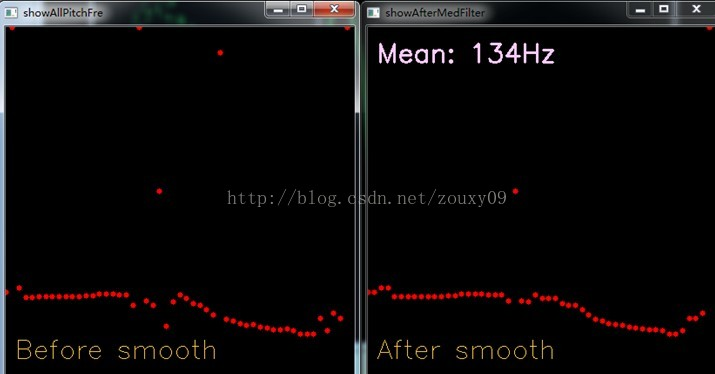 showAllPitchFre
showAfterMedFilter
Mean: 134Hz
http://blog.csdn.net/zouxy09
Before smooth
After smooth